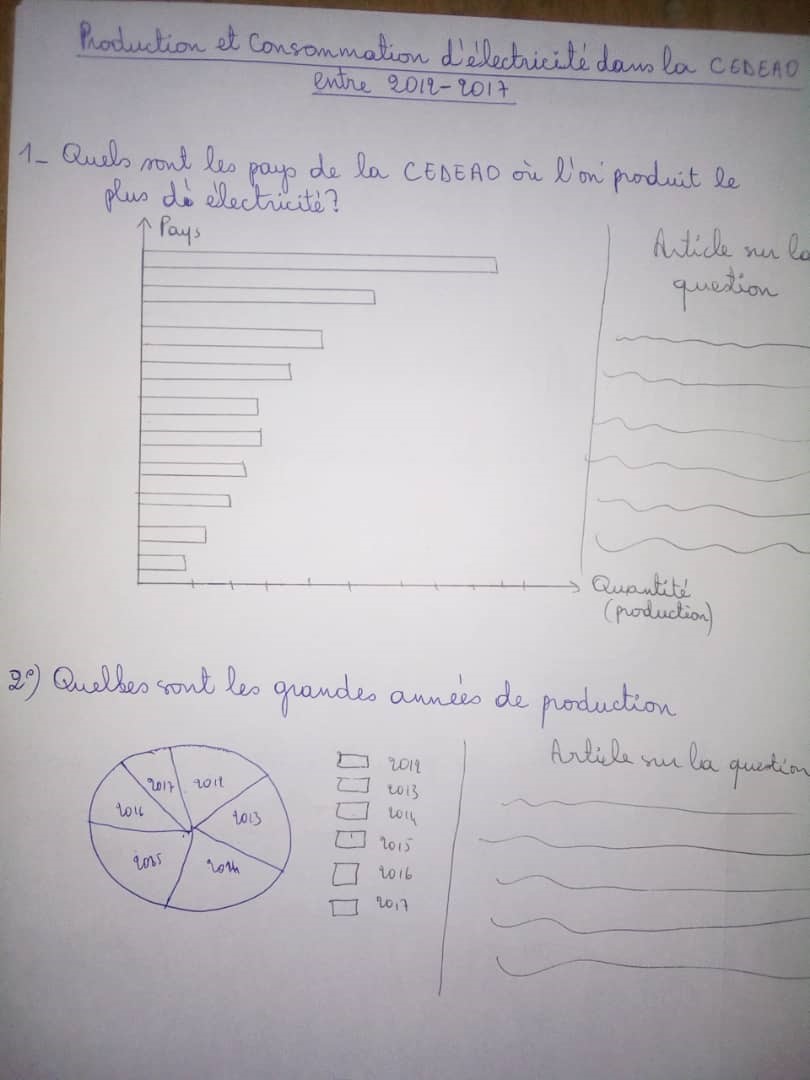 Production et Consommation d'électricité dans la CEDEAO
entre 2012-2017
1- Quels sont les pays de la CEDEAO où l'on produit le
plus de électricité?
Pays
Article sur la
question
Quantité
(production)
2°) Quelles sont les grandes années de production
Article sur la question
2012
2013
2014
2015
2016
2017
2017
2012
2016
2013
2015
2014